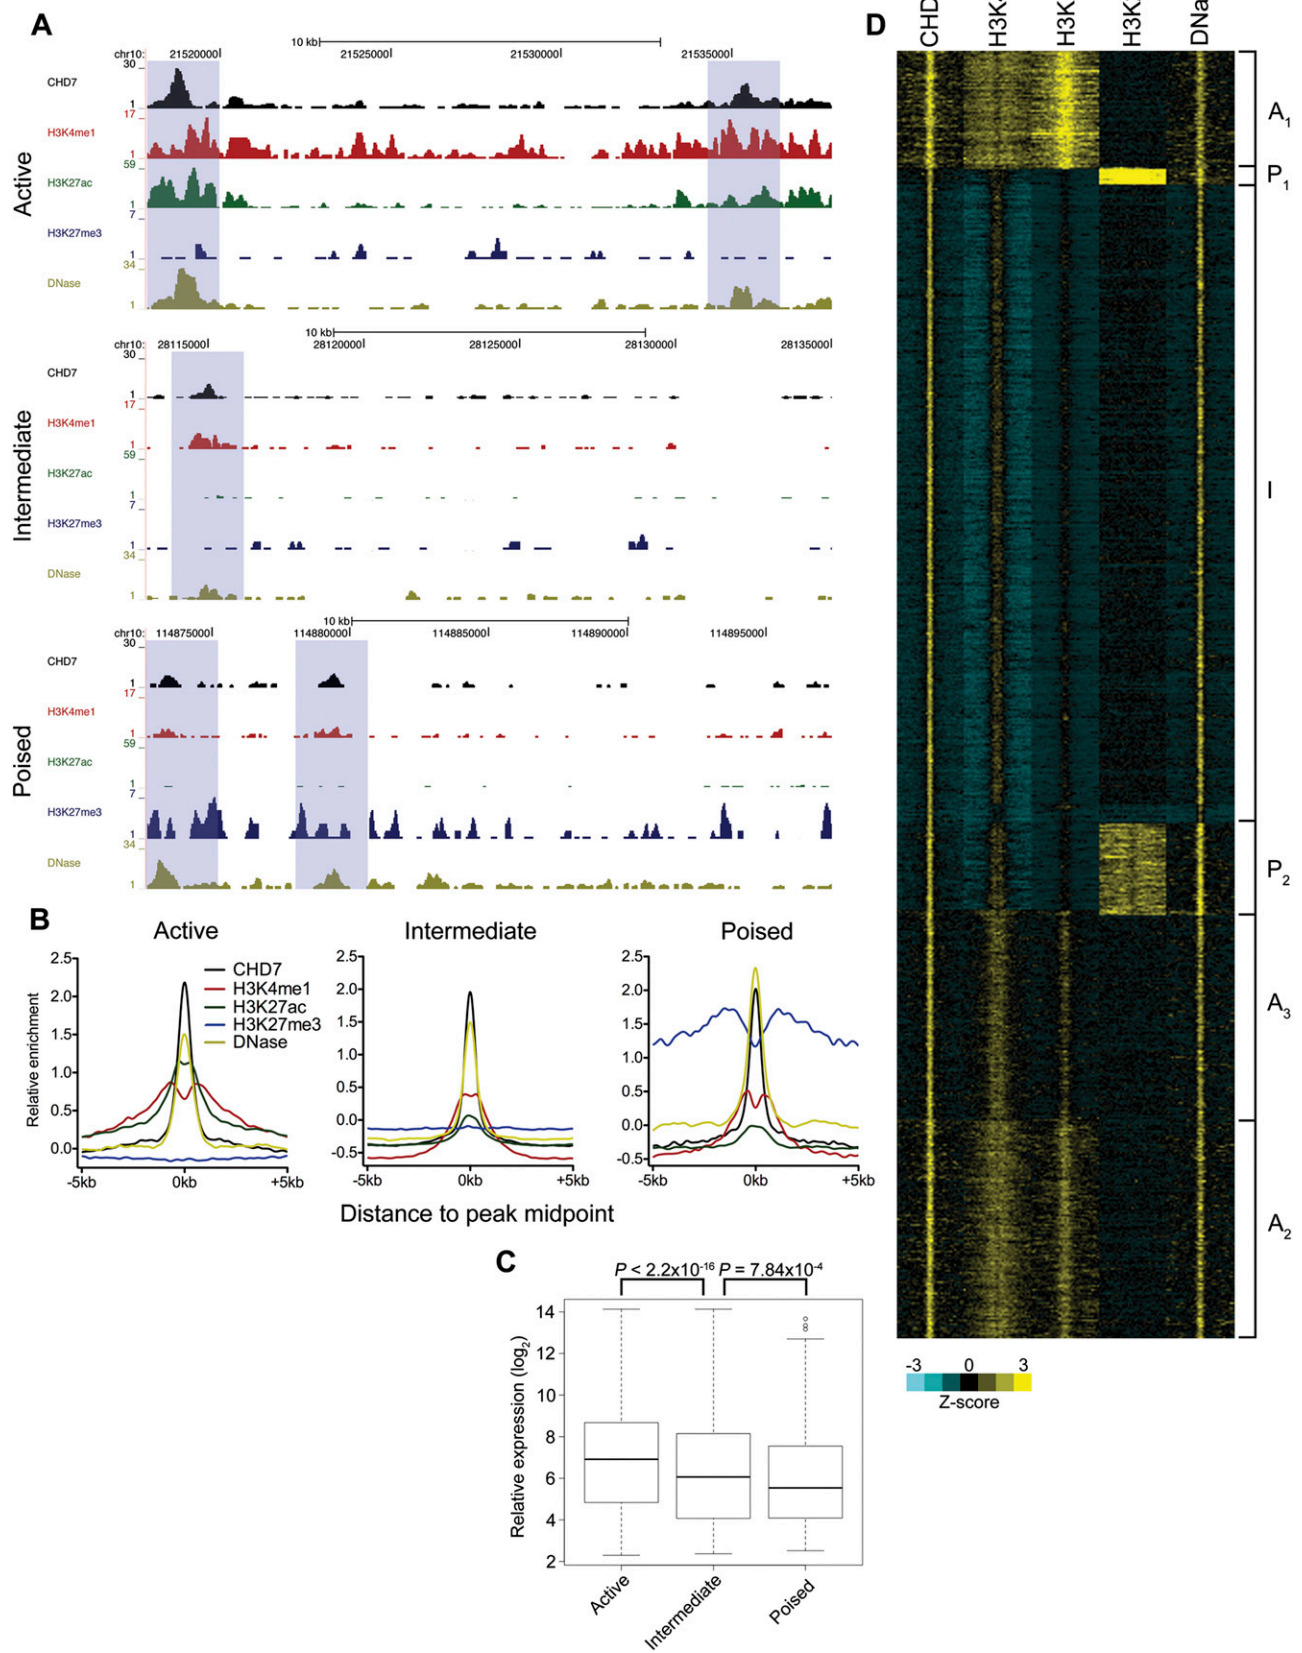 A
10 kb
chr10: 21520000 21525000 21530000 21535000
Active
30
CHD7
1
17
H3K4me1
1
59
H3K27ac
1
7
H3K27me3
1
34
DNase
1
10 kb
chr10: 28115000 28120000 28125000 28130000 28135000
Intermediate
30
CHD7
1
17
H3K4me1
1
59
H3K27ac
1
7
H3K27me3
1
34
DNase
1
10 kb
chr10: 114875000 114880000 114885000 114890000 114895000
Poised
30
CHD7
1
17
H3K4me1
1
59
H3K27ac
1
7
H3K27me3
1
34
DNase
1
B
Active
Relative enrichment
2.5
2.0
1.5
1.0
0.5
0.0
CHD7
H3K4me1
H3K27ac
H3K27me3
DNase
-5kb 0kb +5kb
Intermediate
2.5
2.0
1.5
1.0
0.5
0.0
-0.5
-5kb 0kb +5kb
Poised
2.5
2.0
1.5
1.0
0.5
0.0
-0.5
-5kb 0kb +5kb
Distance to peak midpoint
C
P < 2.2x10-16 P = 7.84x10-4
Relative expression (log2)
14
12
10
8
6
4
2
Active
Intermediate
Poised
D
A1
P1
I
P2
A3
A2
-3 0 3
Z-score